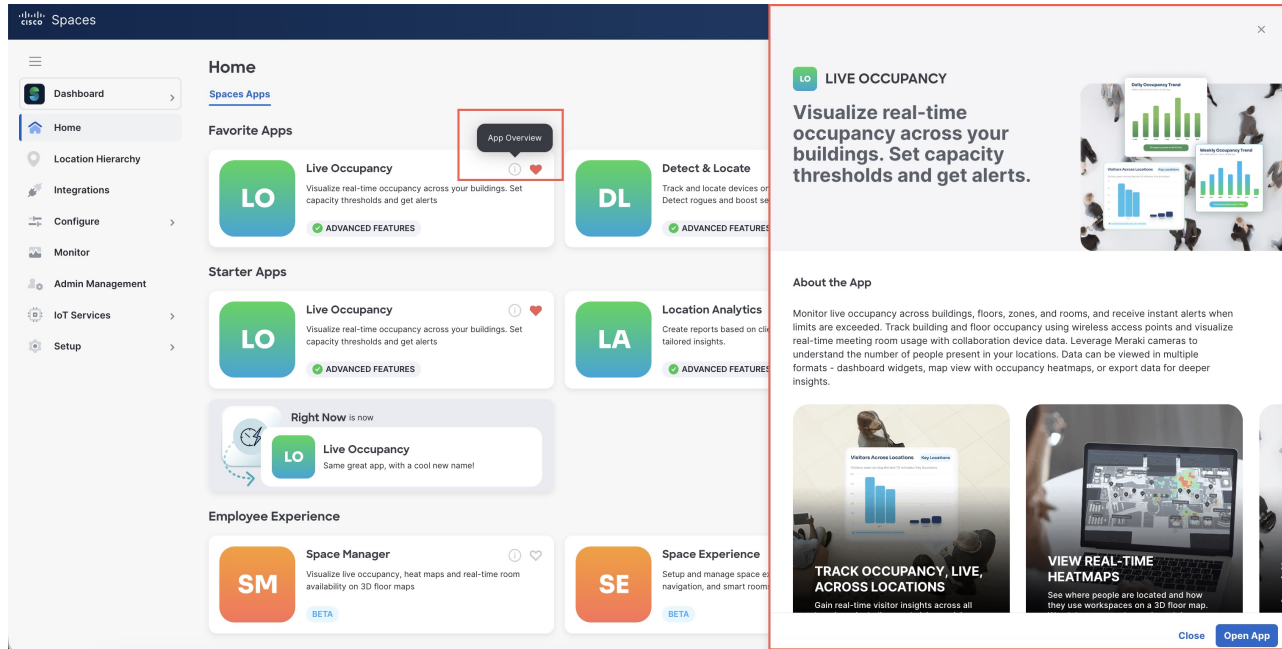 cisco Spaces
Dashboard
Home
Location Hierarchy
Integrations
Configure
Monitor
Admin Management
IoT Services
Setup
Home
Spaces Apps
Favorite Apps
App Overview
LO
Live Occupancy
Visualize real-time occupancy across your buildings. Set
capacity thresholds and get alerts
ADVANCED FEATURES
DL
Detect & Locate
Track and locate devices or
Detect rogues and boost se
ADVANCED FEATURES
Starter Apps
LO
Live Occupancy
Visualize real-time occupancy across your buildings. Set
capacity thresholds and get alerts
ADVANCED FEATURES
LA
Location Analytics
Create reports based on clie
tailored insights.
ADVANCED FEATURES
Right Now is now
LO
Live Occupancy
Same great app, with a cool new name!
Employee Experience
SM
Space Manager
Visualize live occupancy, heat maps and real-time room
availability on 3D floor maps
BETA
SE
Space Experience
Setup and manage space e
navigation, and smart room
BETA
LO LIVE OCCUPANCY
Visualize real-time
occupancy across your
buildings. Set capacity
thresholds and get alerts.
Daily Occupancy Trend
Weekly Occupancy Trend
Visitors Across Locations Key Locations
About the App
Monitor live occupancy across buildings, floors, zones, and rooms, and receive instant alerts when
limits are exceeded. Track building and floor occupancy using wireless access points and visualize
real-time meeting room usage with collaboration device data. Leverage Meraki cameras to
understand the number of people present in your locations. Data can be viewed in multiple
formats - dashboard widgets, map view with occupancy heatmaps, or export data for deeper
insights.
Visitors Across Locations Key Locations
TRACK OCCUPANCY, LIVE,
ACROSS LOCATIONS
Gain real-time visitor insights across all
VIEW REAL-TIME
HEATMAPS
See where people are located and how
they use workspaces on a 3D floor map.
Close
Open App